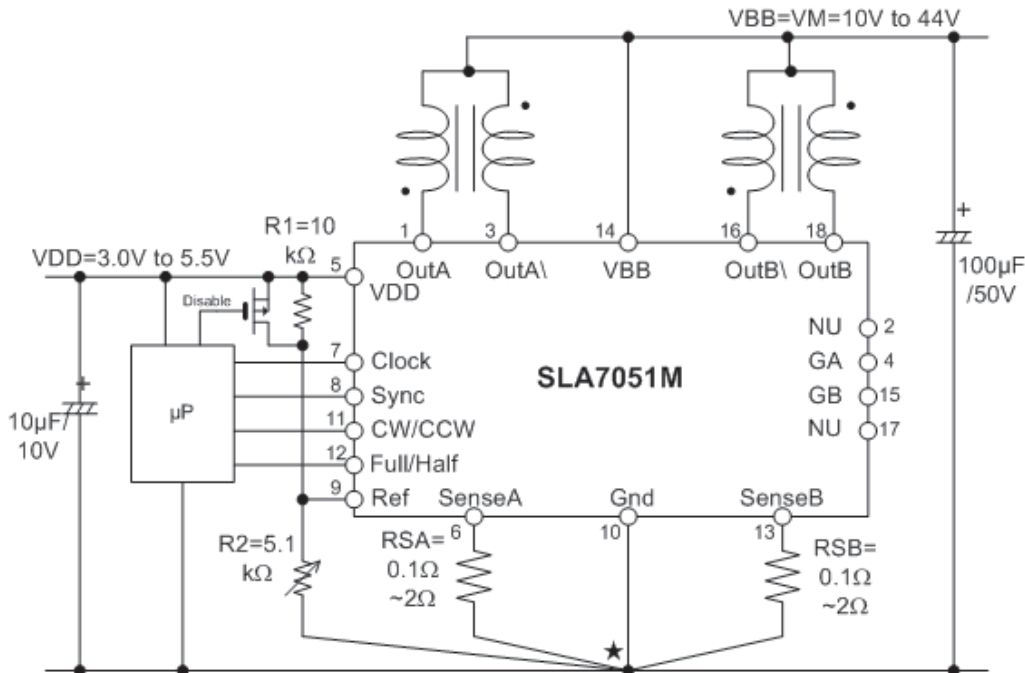 VBB=VM=10V to 44V
R1=10
kΩ
1
3
14
16
18
OutA
OutA\
VBB
OutB\
OutB
+
100µF
/50V
VDD=3.0V to 5.5V
5
VDD
Disable
NU
2
7
Clock
GA
4
SLA7051M
8
Sync
GB
15
+
10µF/
10V
µP
11
CW/CCW
NU
17
12
Full/Half
9
Ref
SenseA
Gnd
SenseB
6
10
13
R2=5.1
kΩ
RSA=
0.1Ω
~2Ω
RSB=
0.1Ω
~2Ω